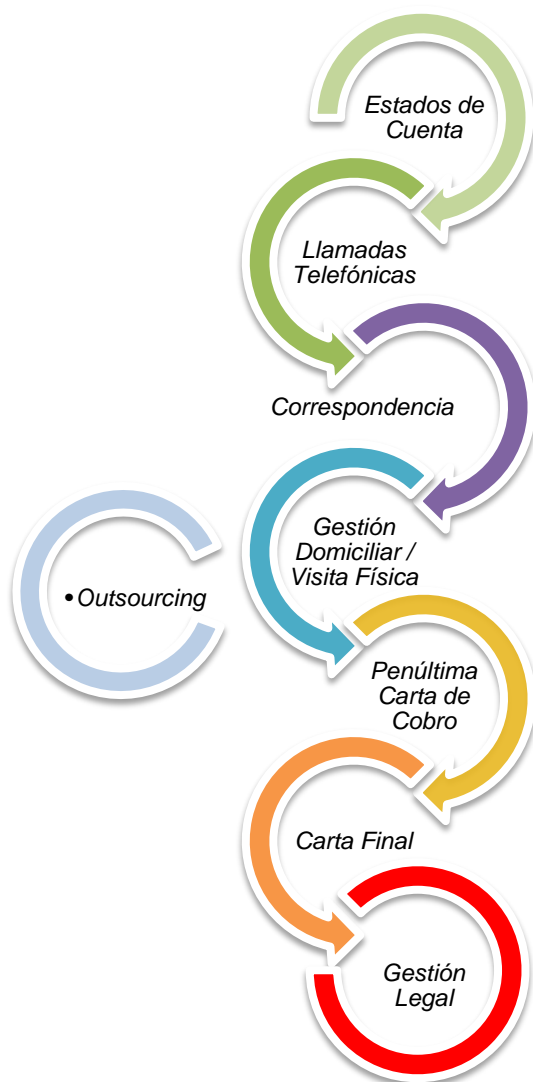 Estados de
Cuenta
Llamadas
Telefónicas
Correspondencia
Gestión
Domiciliar /
Visita Física
•Outsourcing
Penúltima
Carta de
Cobro
Carta Final
Gestión
Legal